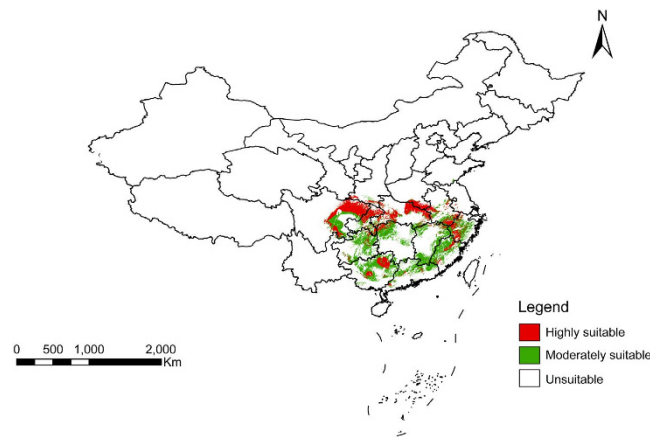 N
Legend
Highly suitable
Moderately suitable
Unsuitable
0 500 1,000 2,000
Km